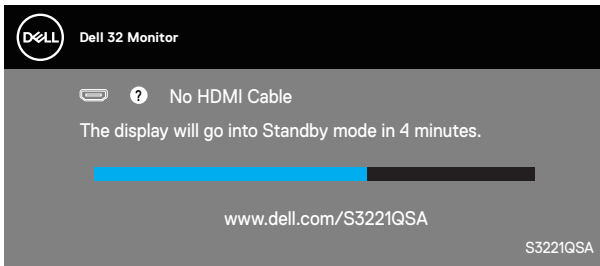 DELL
Dell 32 Monitor
? No HDMI Cable
The display will go into Standby mode in 4 minutes.
www.dell.com/S3221QSA
S3221QSA